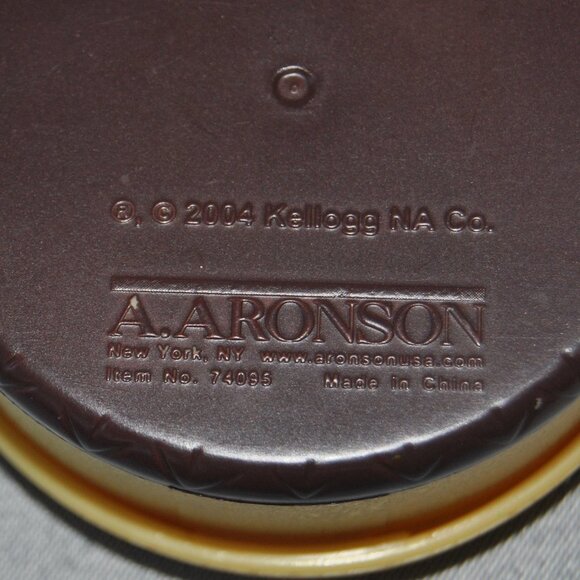 ®, © 2004 Kellogg NA Co.
A.ARONSON
New York, NY www.aronsonusa.com
Item No. 74095 Made in China